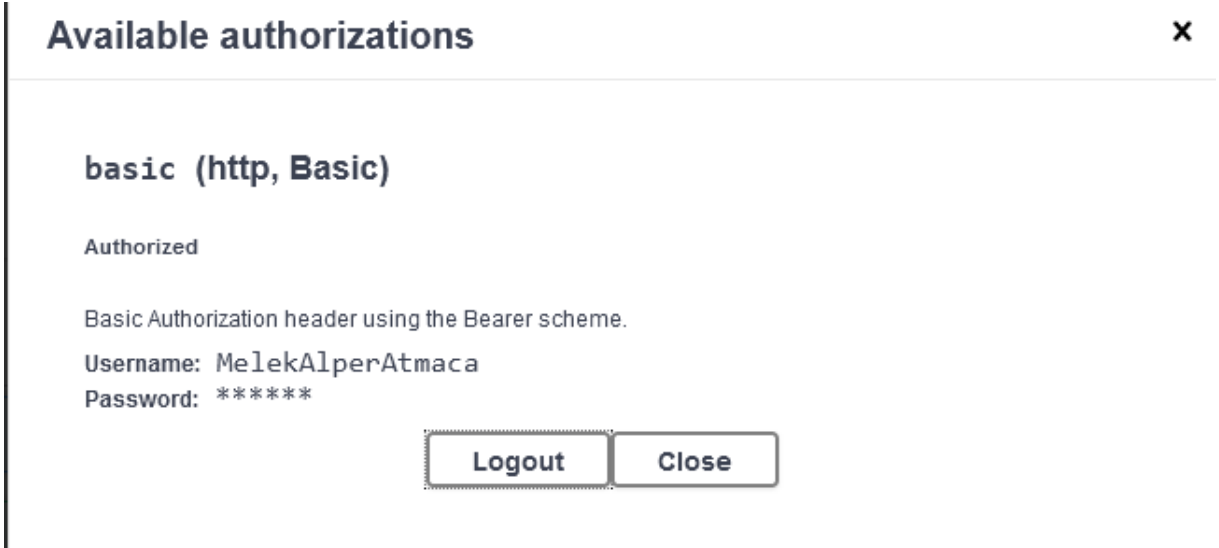 Available authorizations
basic (http, Basic)
Authorized
Basic Authorization header using the Bearer scheme.
Username: MelekAlperAtmaca
Password: ******
Logout Close